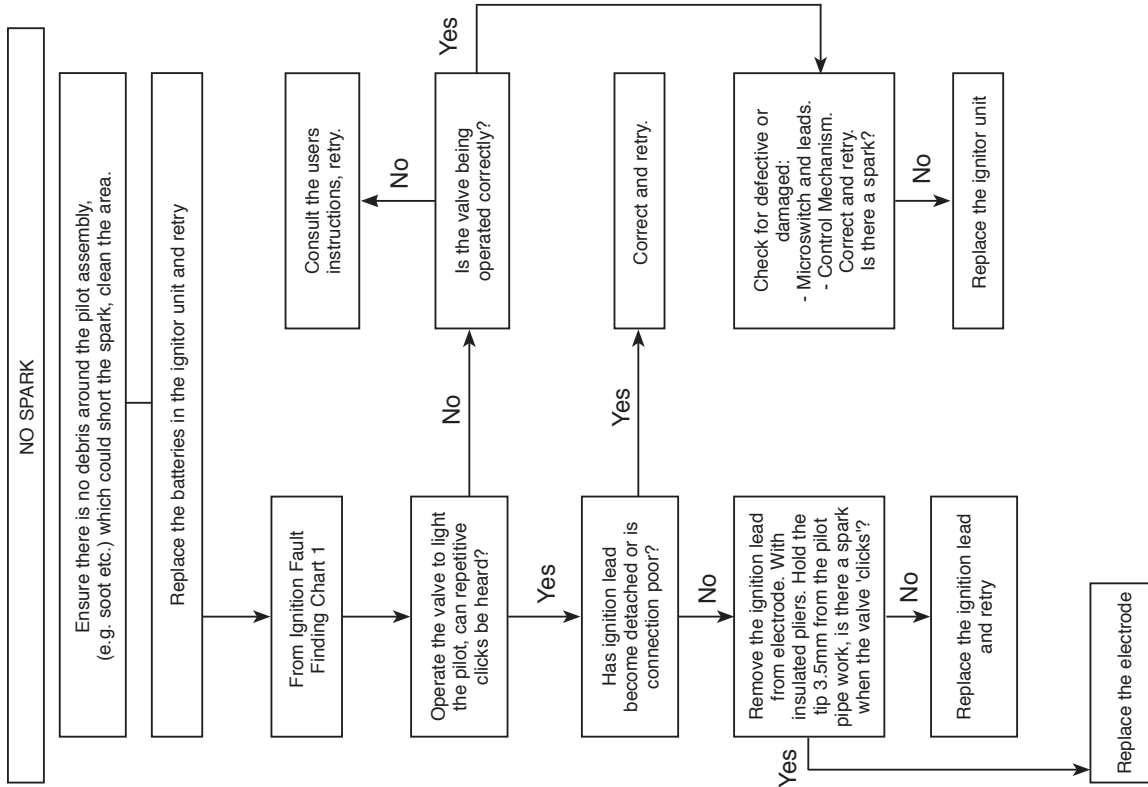 NO SPARK
Ensure there is no debris around the pilot assembly,
(e.g. soot etc.) which could short the spark, clean the area.
Replace the batteries in the ignitor unit and retry
From Ignition Fault
Finding Chart 1
Operate the valve to light
the pilot, can repetitive
clicks be heard?
No
Is the valve being
operated correctly?
No
Consult the users
instructions, retry.
Yes
Yes
Has ignition lead
become detached or is
connection poor?
Yes
Correct and retry.
No
Remove the ignition lead
from electrode. With
insulated pliers. Hold the
tip 3.5mm from the pilot
pipe work, is there a spark
when the valve 'clicks'?
Check for defective or
damaged:
- Microswitch and leads.
- Control Mechanism.
Correct and retry.
Is there a spark?
No
Replace the ignitor unit
No
Replace the ignition lead
and retry
Yes
Replace the electrode